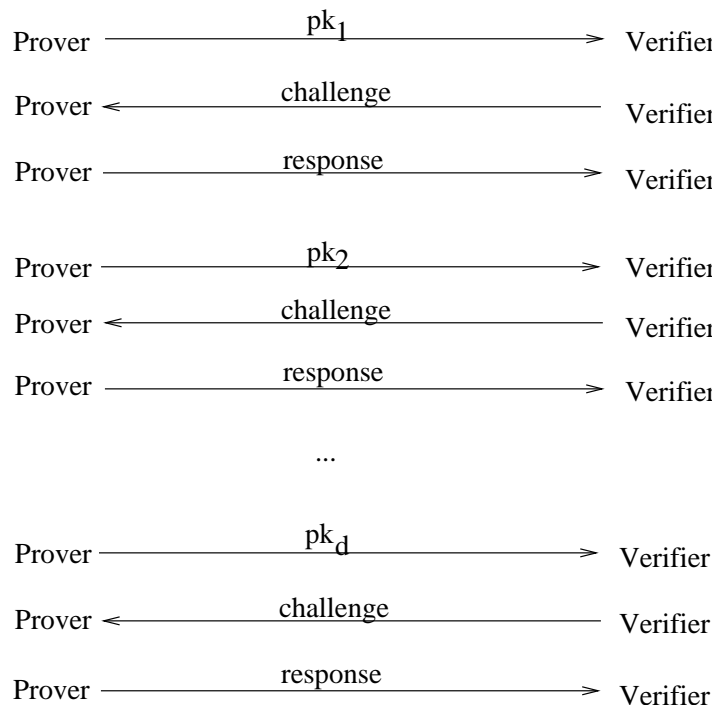 Prover pk1 Verifier
Prover challenge Verifier
Prover response Verifier
Prover pk2 Verifier
Prover challenge Verifier
Prover response Verifier
...
Prover pkd Verifier
Prover challenge Verifier
Prover response Verifier